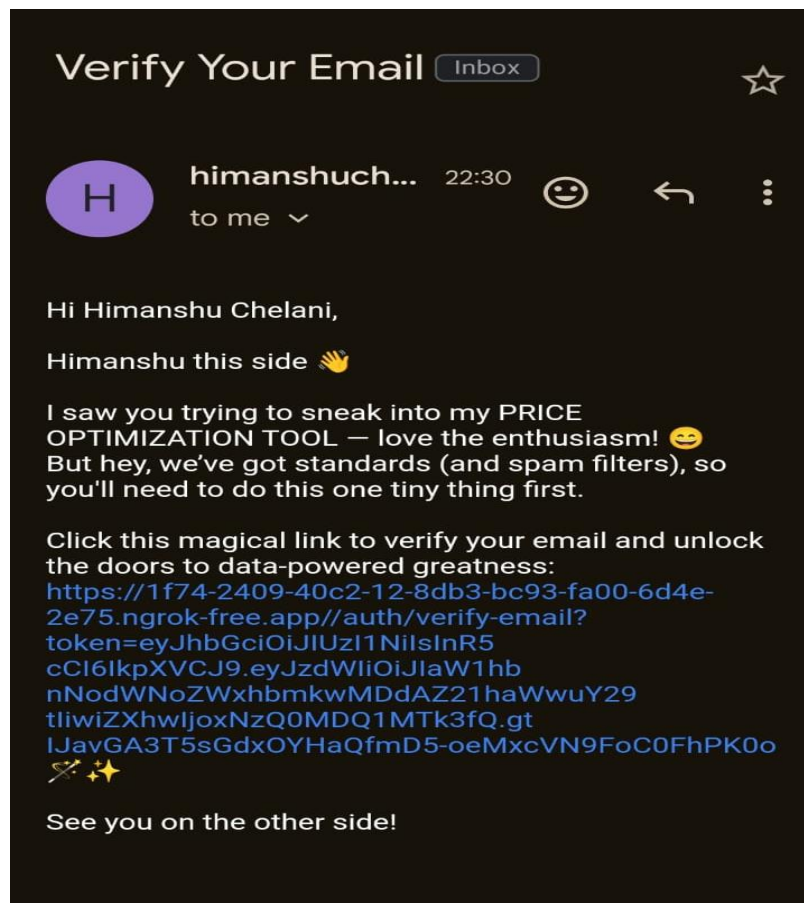 Verify Your Email Inbox
H
himanshuch... 22:30
to me
Hi Himanshu Chelani,
Himanshu this side 👋
I saw you trying to sneak into my PRICE
OPTIMIZATION TOOL — love the enthusiasm! 😄
But hey, we’ve got standards (and spam filters), so
you'll need to do this one tiny thing first.
Click this magical link to verify your email and unlock
the doors to data-powered greatness:
https://1f74-2409-40c2-12-8db3-bc93-fa00-6d4e-
2e75.ngrok-free.app//auth/verify-email?
token=eyJhbGciOiJIUzI1NiIsInR5
cCI6IkpXVCJ9.eyJzdWIiOiJIaW1hb
nNodWNoZWxhbmkwMDdAZ21haWwuY29
tIiwiZXhwIjoxNzQ0MDQ1MTk3fQ.gt
IJavGA3T5sGdxOYHaQfmD5-oeMxcVN9FoC0FhPK0o
🪄✨
See you on the other side!